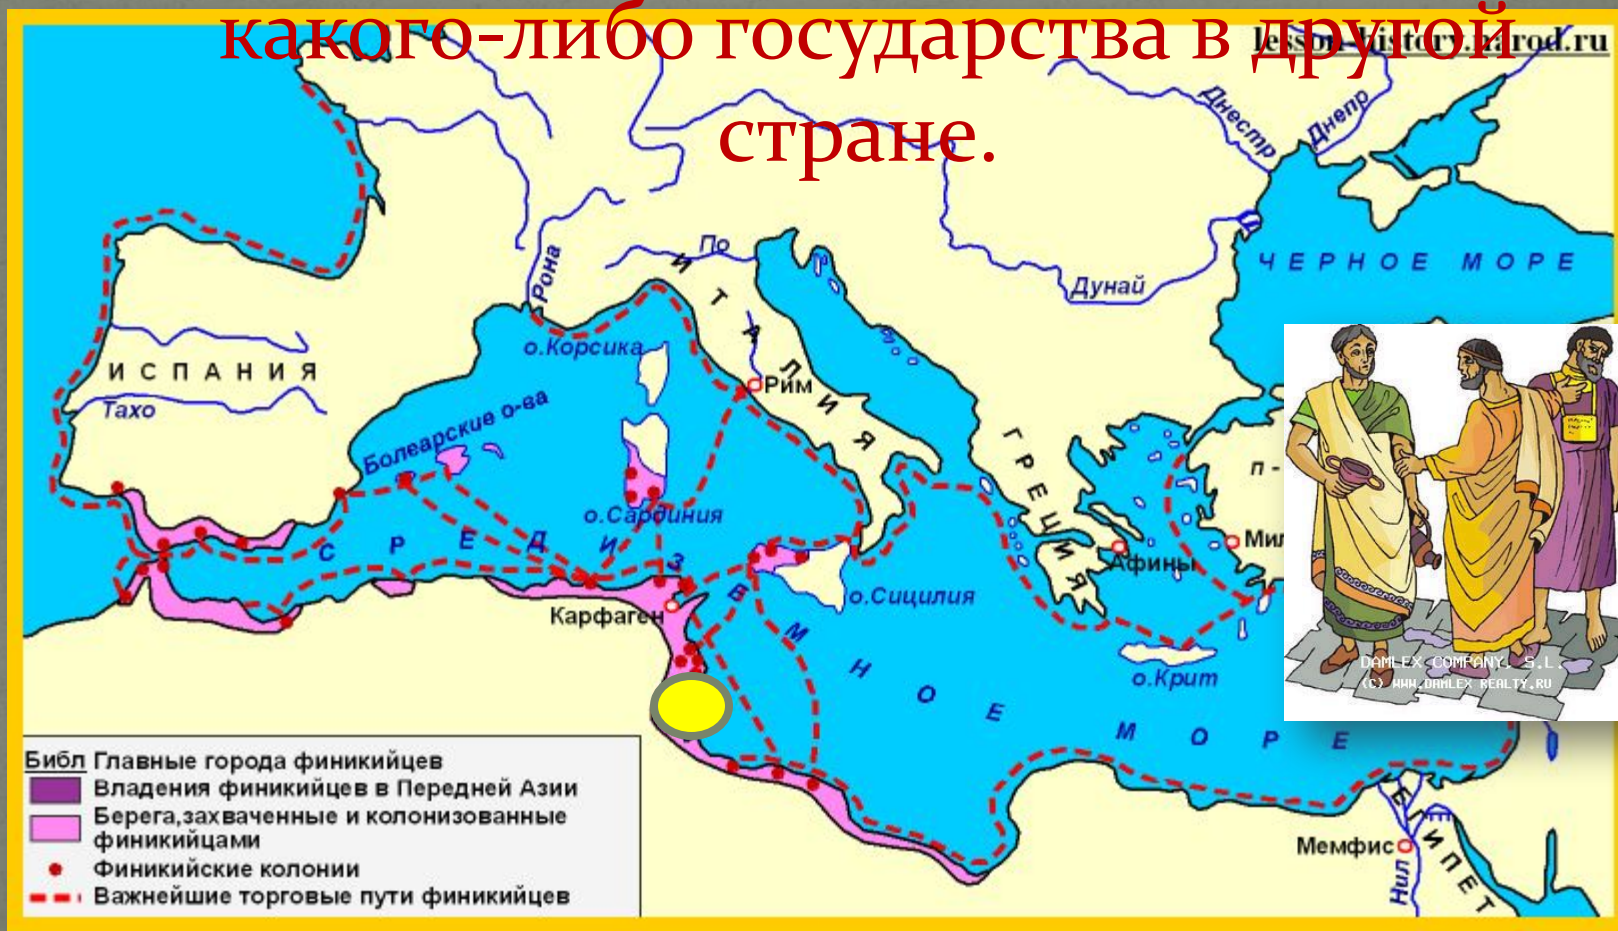 какого-либо государства в другой
стране.
lesson-history.narod.ru
Днестр
Днепр
ЧЕРНОЕ МОРЕ
Дунай
По
Рона
ИТАЛИЯ
о.Корсика
ИСПАНИЯ
Тахо
Болеарские о-ва
Рим
ГРЕЦИЯ
п-
о.Сардиния
СРЕДИЗЕМНОЕ МОРЕ
Афины
Мил
Карфаген
о.Сицилия
о.Крит
DAMLEX COMPANY, S.L.
(C) WWW.DAMLEX REALTY.RU
Мемфис
Нил
ЕГИПЕТ
Библ Главные города финикийцев
Владения финикийцев в Передней Азии
Берега,захваченные и колонизованные
финикийцами
Финикийские колонии
Важнейшие торговые пути финикийцев